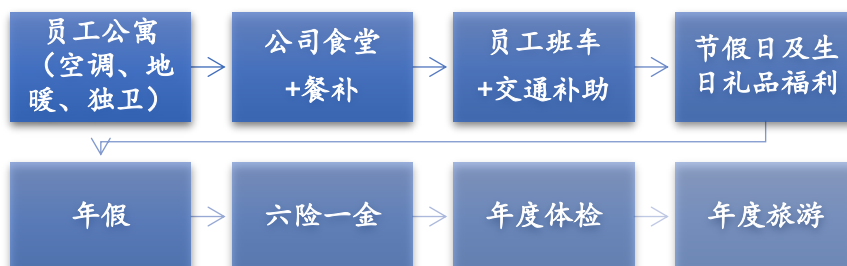 员工公寓
（空调、地
暖、独卫）
公司食堂
+餐补
员工班车
+交通补助
节假日及生
日礼品福利
年假
六险一金
年度体检
年度旅游